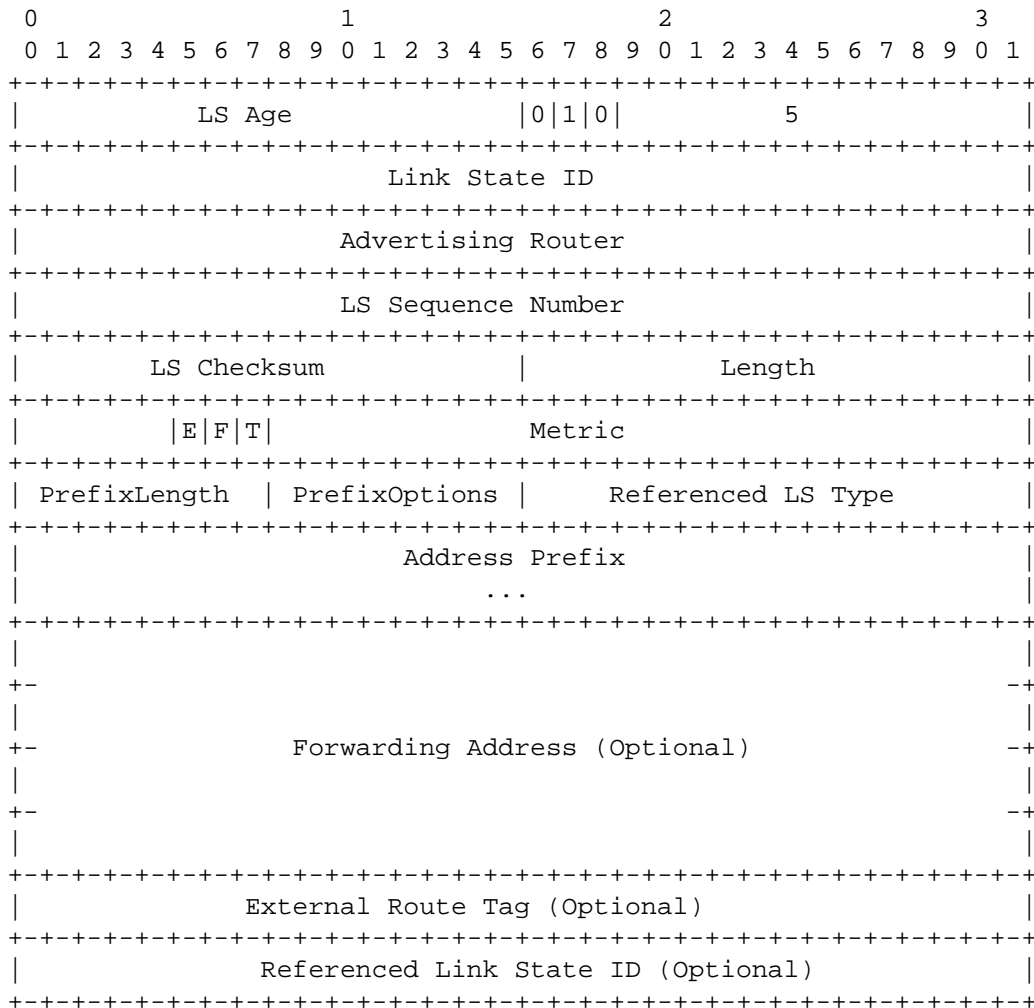 0                   1                   2                   3
 0 1 2 3 4 5 6 7 8 9 0 1 2 3 4 5 6 7 8 9 0 1 2 3 4 5 6 7 8 9 0 1
+-+-+-+-+-+-+-+-+-+-+-+-+-+-+-+-+-+-+-+-+-+-+-+-+-+-+-+-+-+-+-+-+
|           LS Age              |0|1|0|          5              |
+-+-+-+-+-+-+-+-+-+-+-+-+-+-+-+-+-+-+-+-+-+-+-+-+-+-+-+-+-+-+-+-+
|                       Link State ID                           |
+-+-+-+-+-+-+-+-+-+-+-+-+-+-+-+-+-+-+-+-+-+-+-+-+-+-+-+-+-+-+-+-+
|                    Advertising Router                         |
+-+-+-+-+-+-+-+-+-+-+-+-+-+-+-+-+-+-+-+-+-+-+-+-+-+-+-+-+-+-+-+-+
|                    LS Sequence Number                         |
+-+-+-+-+-+-+-+-+-+-+-+-+-+-+-+-+-+-+-+-+-+-+-+-+-+-+-+-+-+-+-+-+
|        LS Checksum            |            Length             |
+-+-+-+-+-+-+-+-+-+-+-+-+-+-+-+-+-+-+-+-+-+-+-+-+-+-+-+-+-+-+-+-+
|         |E|F|T|                Metric                         |
+-+-+-+-+-+-+-+-+-+-+-+-+-+-+-+-+-+-+-+-+-+-+-+-+-+-+-+-+-+-+-+-+
| PrefixLength  | PrefixOptions |     Referenced LS Type        |
+-+-+-+-+-+-+-+-+-+-+-+-+-+-+-+-+-+-+-+-+-+-+-+-+-+-+-+-+-+-+-+-+
|                        Address Prefix                         |
|                             ...                               |
+-+-+-+-+-+-+-+-+-+-+-+-+-+-+-+-+-+-+-+-+-+-+-+-+-+-+-+-+-+-+-+-+
|                                                               |
+-                                                             -+
|                                                               |
+-                Forwarding Address (Optional)                -+
|                                                               |
+-                                                             -+
|                                                               |
+-+-+-+-+-+-+-+-+-+-+-+-+-+-+-+-+-+-+-+-+-+-+-+-+-+-+-+-+-+-+-+-+
|              External Route Tag (Optional)                    |
+-+-+-+-+-+-+-+-+-+-+-+-+-+-+-+-+-+-+-+-+-+-+-+-+-+-+-+-+-+-+-+-+
|               Referenced Link State ID (Optional)             |
+-+-+-+-+-+-+-+-+-+-+-+-+-+-+-+-+-+-+-+-+-+-+-+-+-+-+-+-+-+-+-+-+